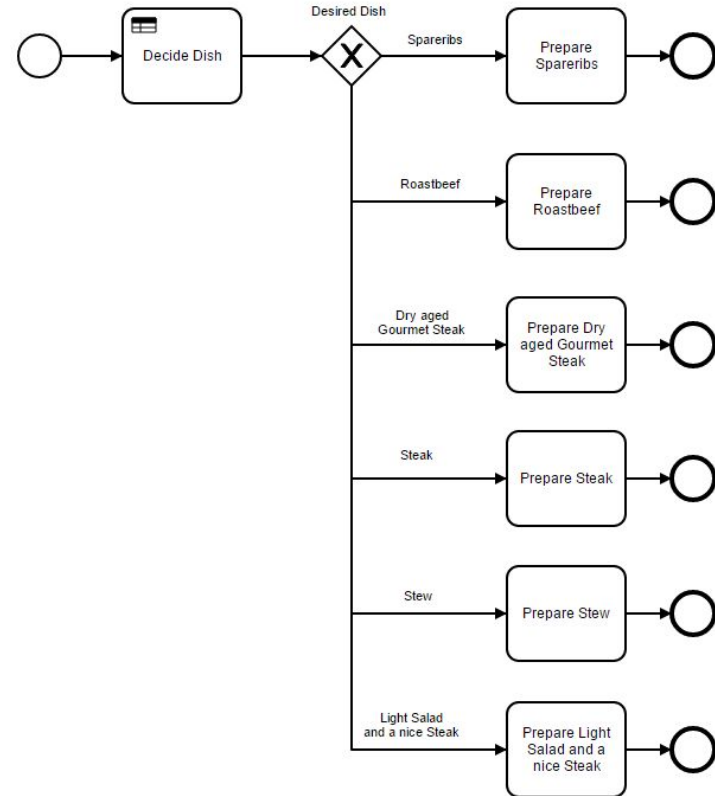 Desired Dish
Decide Dish
Spareribs
Prepare
Spareribs
Roastbeef
Prepare
Roastbeef
Dry aged
Gourmet Steak
Prepare Dry
aged Gourmet
Steak
Steak
Prepare Steak
Stew
Prepare Stew
Light Salad
and a nice Steak
Prepare Light
Salad and a
nice Steak